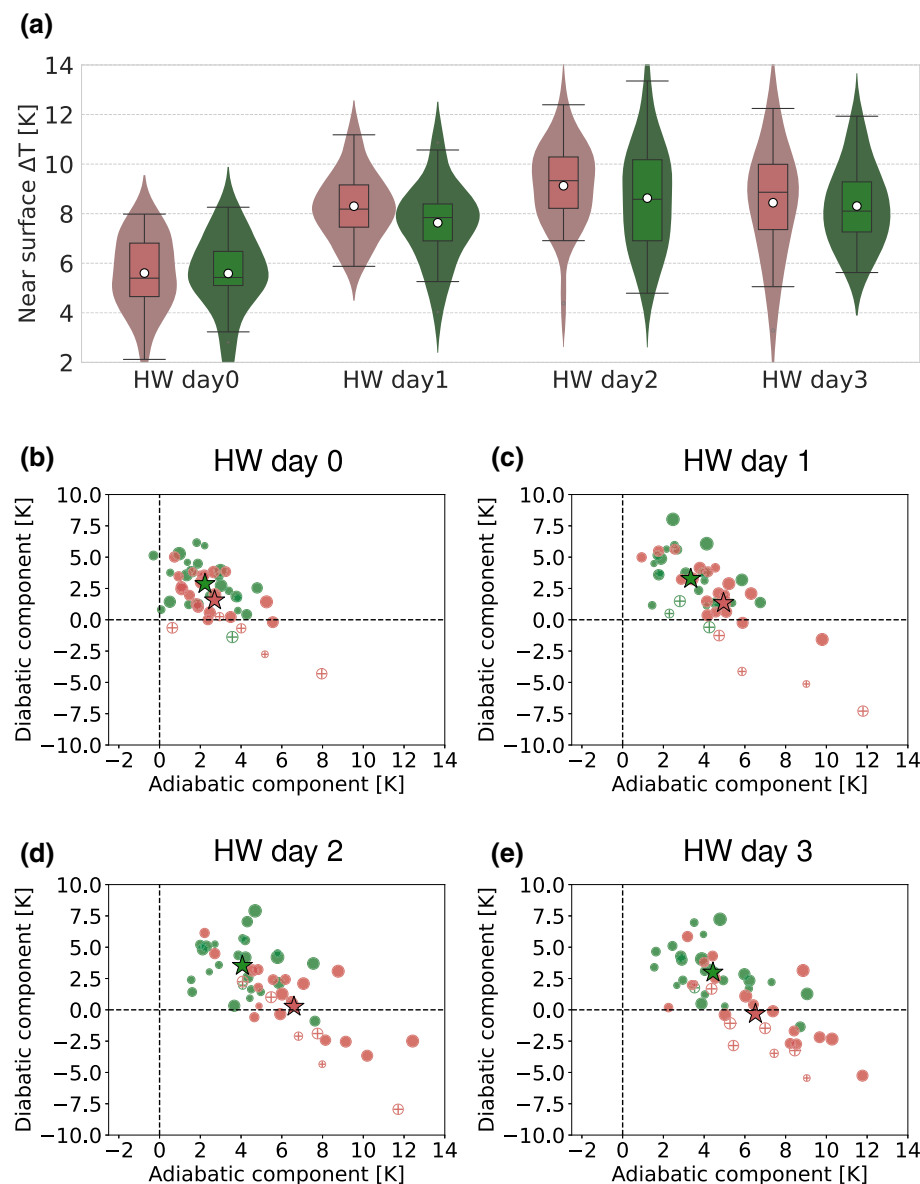 (a)
Near surface ΔT [K]
14
12
10
8
6
4
2
HW day0 HW day1 HW day2 HW day3
(b) HW day 0
Diabatic component [K]
10.0
7.5
5.0
2.5
0.0
−2.5
−5.0
−7.5
−10.0
−2 0 2 4 6 8 10 12 14
Adiabatic component [K]
(c) HW day 1
Diabatic component [K]
10.0
7.5
5.0
2.5
0.0
−2.5
−5.0
−7.5
−10.0
−2 0 2 4 6 8 10 12 14
Adiabatic component [K]
(d) HW day 2
Diabatic component [K]
10.0
7.5
5.0
2.5
0.0
−2.5
−5.0
−7.5
−10.0
−2 0 2 4 6 8 10 12 14
Adiabatic component [K]
(e) HW day 3
Diabatic component [K]
10.0
7.5
5.0
2.5
0.0
−2.5
−5.0
−7.5
−10.0
−2 0 2 4 6 8 10 12 14
Adiabatic component [K]